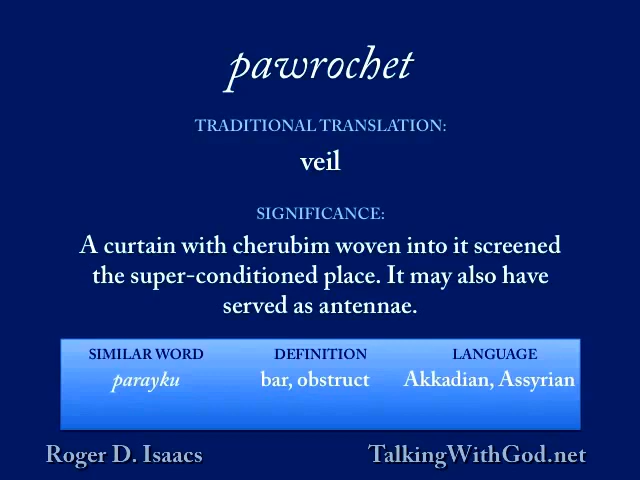 pawrochet
TRADITIONAL TRANSLATION:
veil
SIGNIFICANCE:
A curtain with cherubim woven into it screened
the super-conditioned place. It may also have
served as antennae.
SIMILAR WORD DEFINITION LANGUAGE
parayku bar, obstruct Akkadian, Assyrian
Roger D. Isaacs TalkingWithGod.net